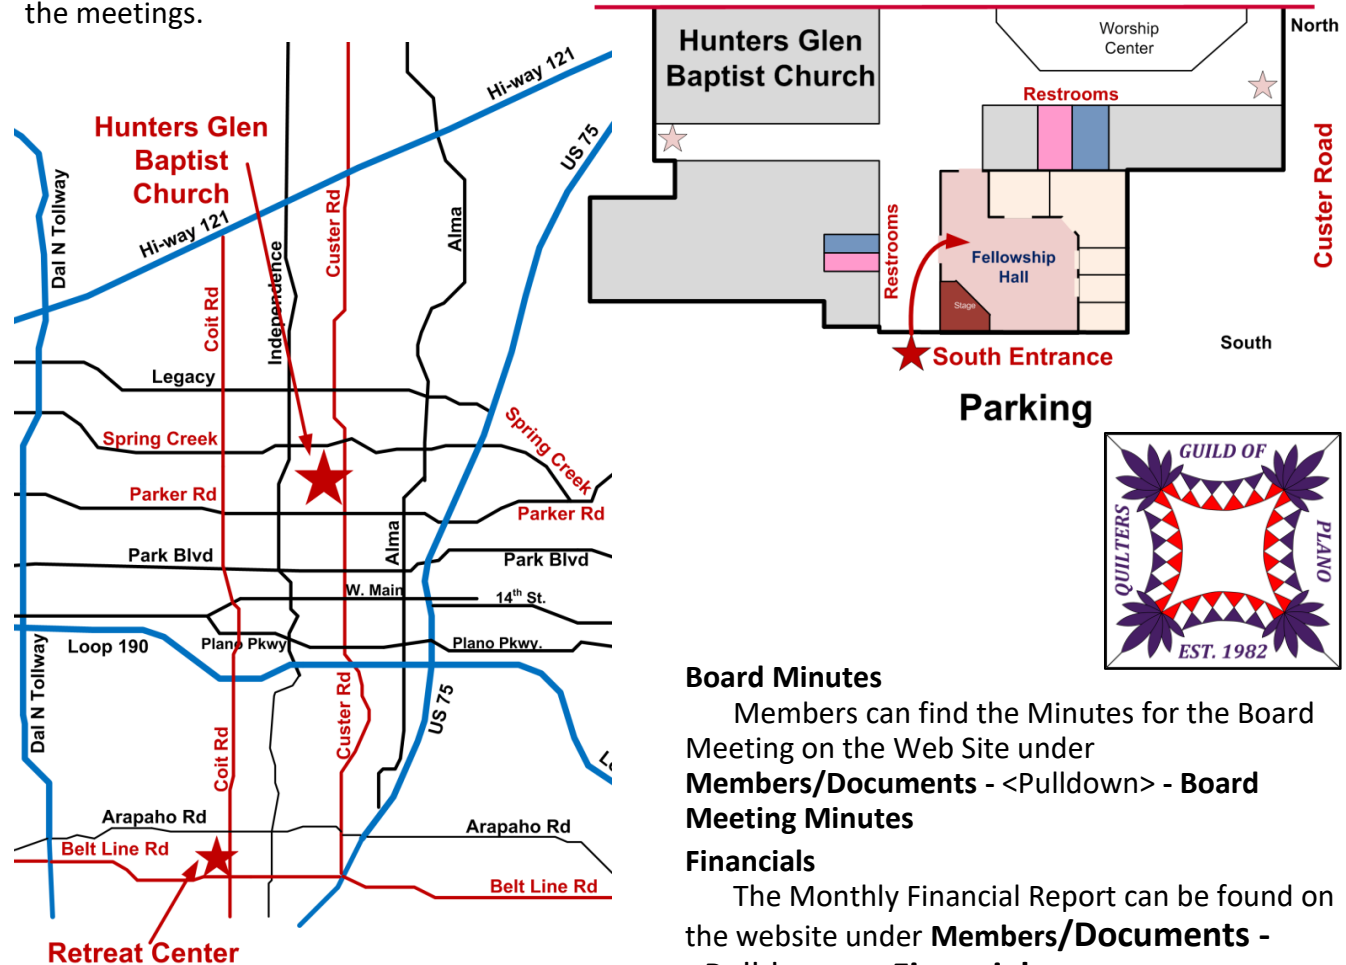 the meetings.
Hi-way 121
US 75
Hunters Glen
Baptist
Church
Dal N Tollway
Hi-way 121
Custer Rd
Alma
Independence
Coit Rd
Legacy
Spring Creek
Spring Creek
Parker Rd
Parker Rd
Alma
Park Blvd
Park Blvd
W. Main
14th St.
Loop 190
Plano Pkwy
Plano Pkwy.
Dal N Tollway
Coit Rd
Custer Rd
US 75
Arapaho Rd
Arapaho Rd
Belt Line Rd
Belt Line Rd
Retreat Center
Hunters Glen
Baptist Church
Worship
Center
North
Restrooms
Custer Road
Restrooms
Fellowship
Hall
Stage
South
South Entrance
Parking
GUILD OF
QUILTERS
PLANO
EST. 1982
Board Minutes
Members can find the Minutes for the Board
Meeting on the Web Site under
Members/Documents - <Pulldown> - Board
Meeting Minutes
Financials
The Monthly Financial Report can be found on
the website under Members/Documents -